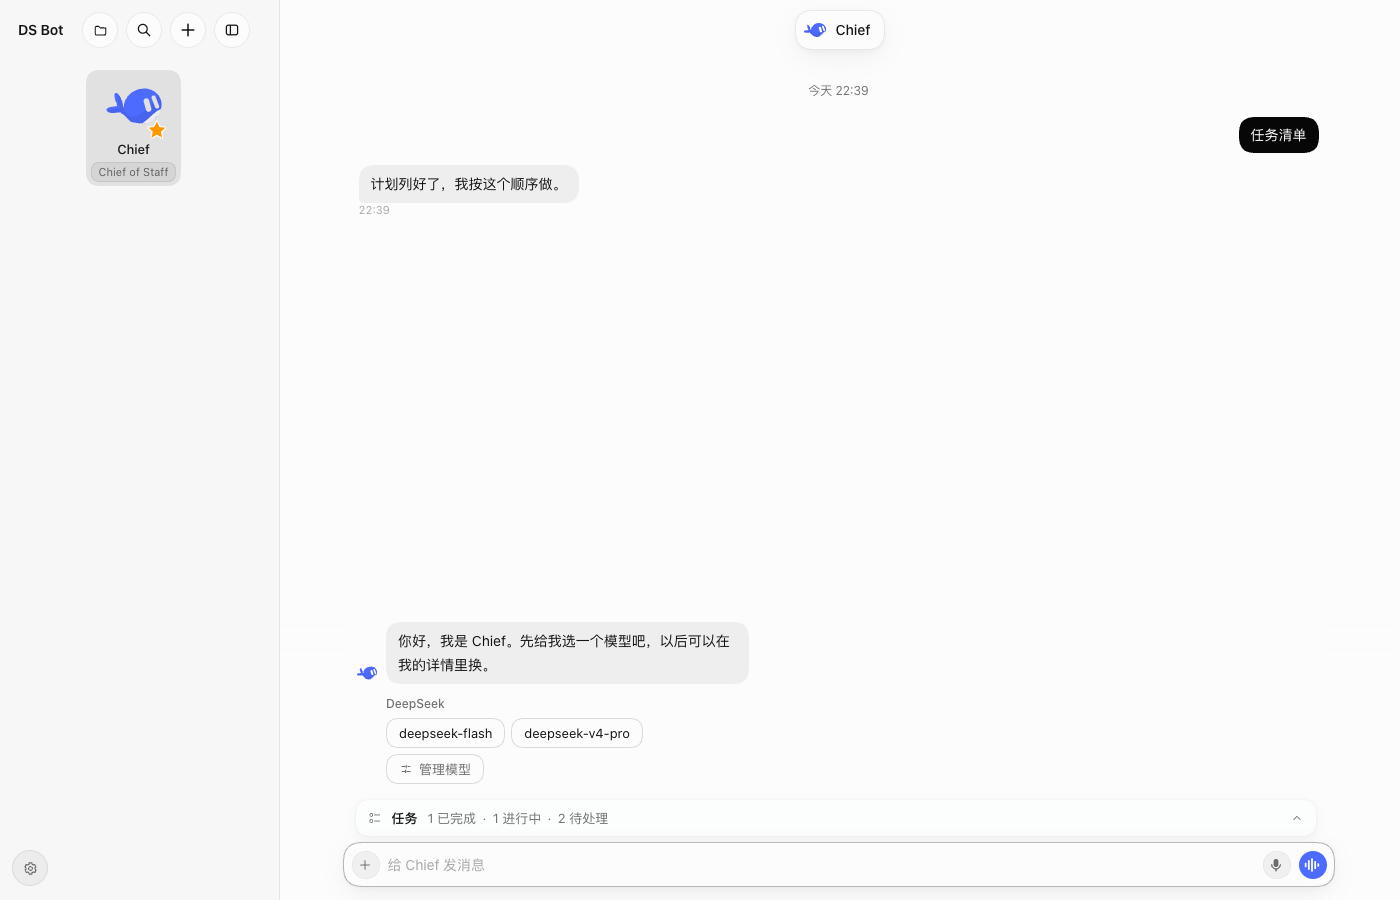 DS Bot
Chief
Chief of Staff
Chief
今天 22:39
任务清单
计划列好了，我按这个顺序做。
22:39
你好，我是 Chief。先给我选一个模型吧，以后可以在
我的详情里换。
DeepSeek
deepseek-flash
deepseek-v4-pro
管理模型
任务 1 已完成 · 1 进行中 · 2 待处理
给 Chief 发消息